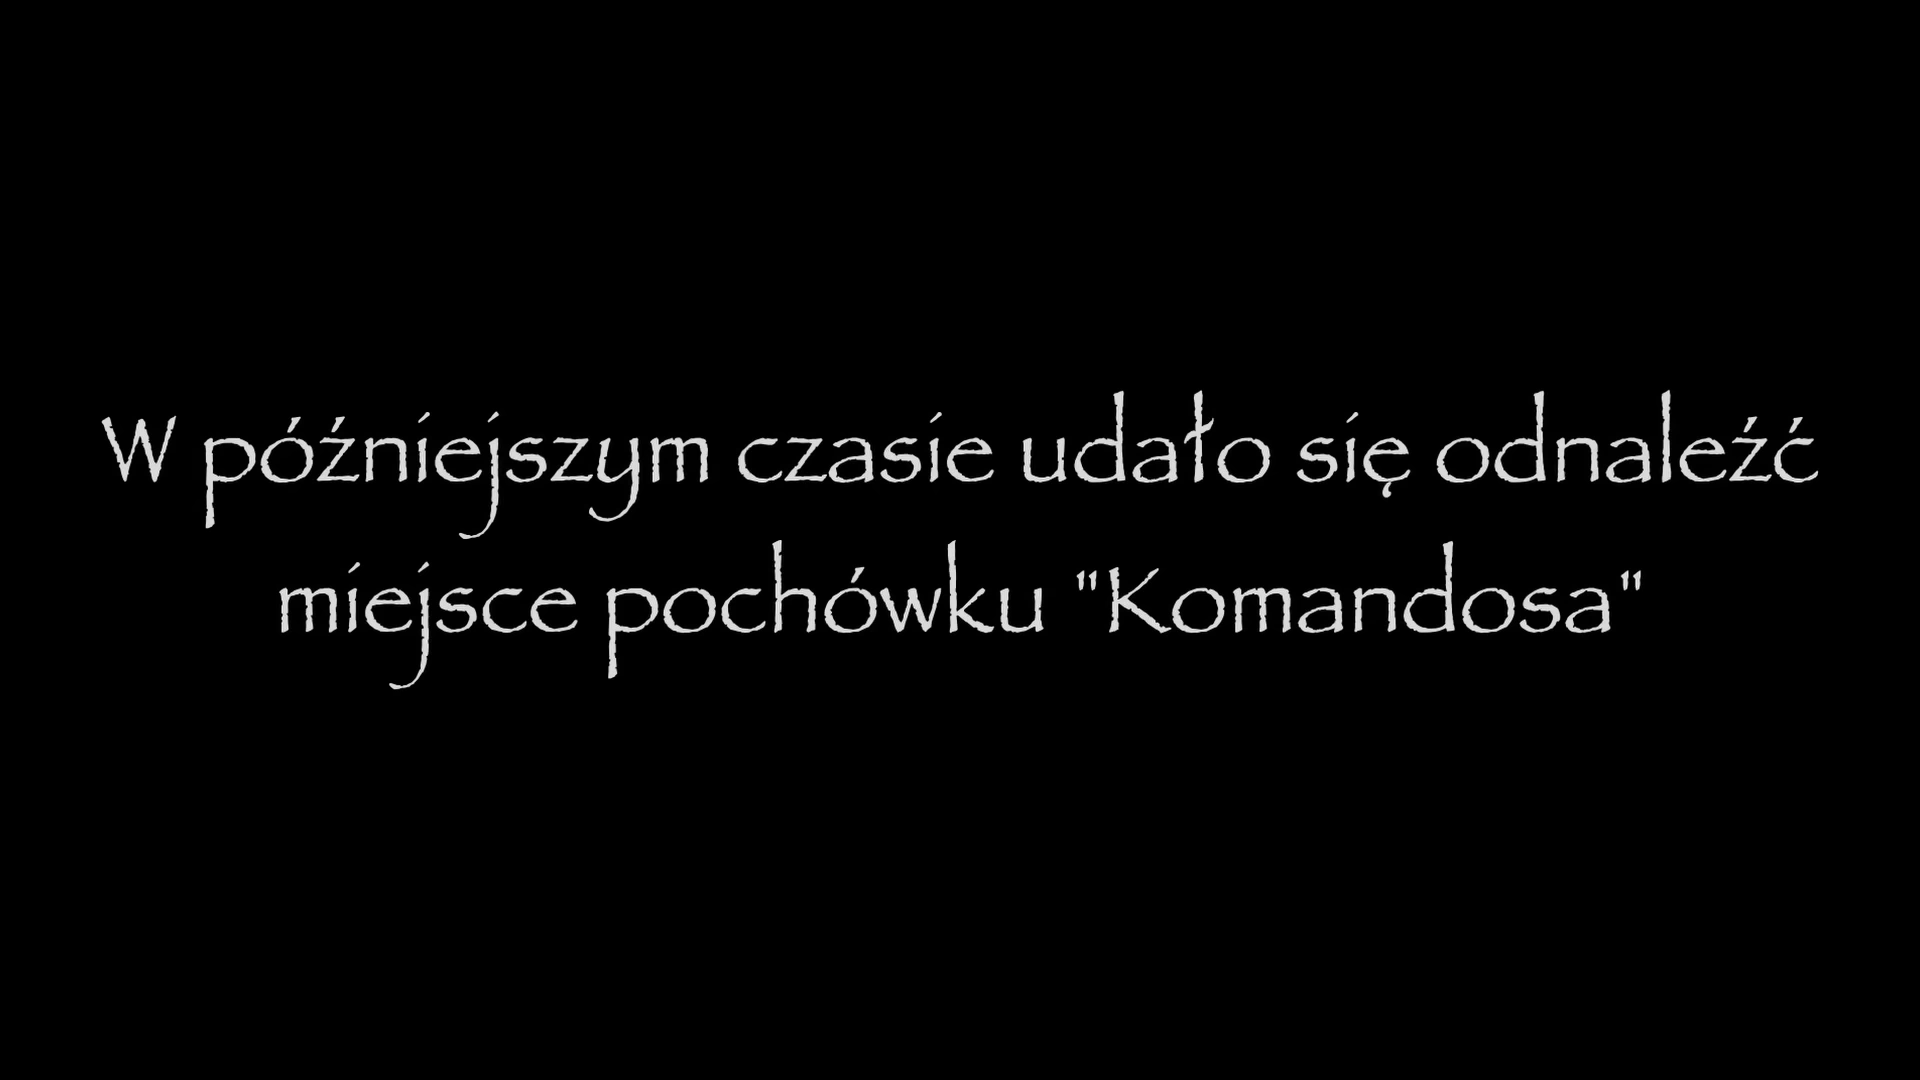 W późniejszym czasie udało się odnaleźć
miejsce pochówku "Komandosa"